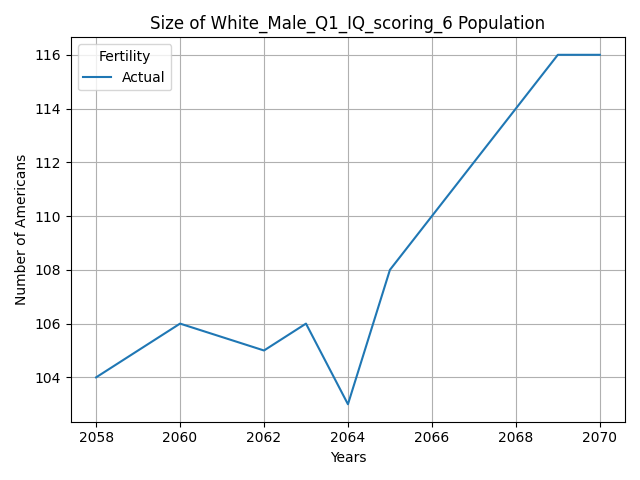 Size of White_Male_Q1_IQ_scoring_6 Population
Fertility
Actual
116
114
112
110
108
106
104
Number of Americans
2058 2060 2062 2064 2066 2068 2070
Years